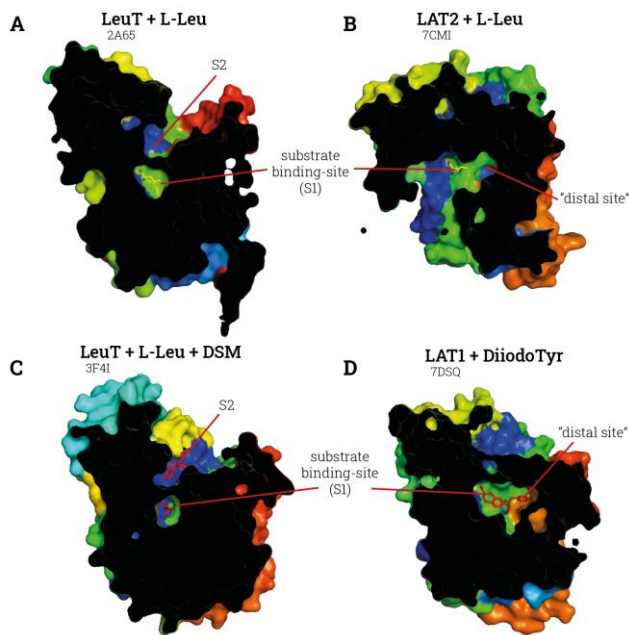 A
LeuT + L-Leu
2A65
S2
B
LAT2 + L-Leu
7CMI
substrate
binding-site
(S1)
"distal site"
C
LeuT + L-Leu + DSM
3F4I
S2
D
LAT1 + DiiodoTyr
7DSQ
"distal site"
substrate
binding-site
(S1)